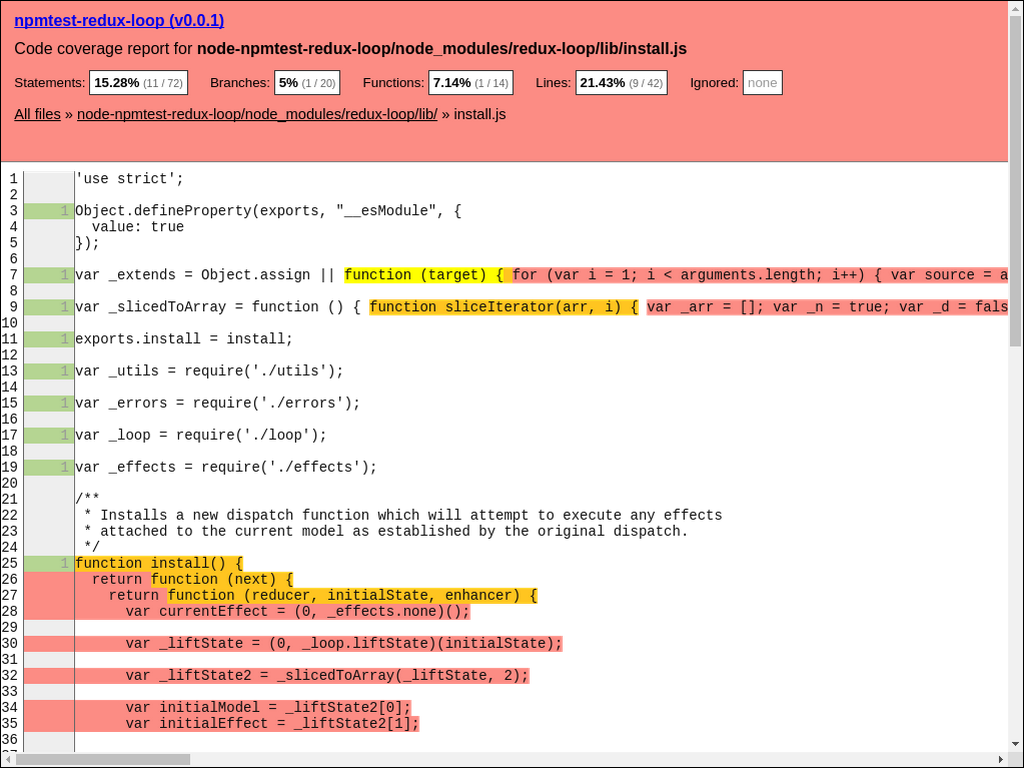 npmtest-redux-loop (v0.0.1)
Code coverage report for node-npmtest-redux-loop/node_modules/redux-loop/lib/install.js
Statements: 15.28% (11 / 72) Branches: 5% (1 / 20) Functions: 7.14% (1 / 14) Lines: 21.43% (9 / 42) Ignored: none
All files » node-npmtest-redux-loop/node_modules/redux-loop/lib/ » install.js
1 'use strict';
2
3 1 Object.defineProperty(exports, "__esModule", {
4 value: true
5 });
6
7 1 var _extends = Object.assign || function (target) { for (var i = 1; i < arguments.length; i++) { var source = a
8
9 1 var _slicedToArray = function () { function sliceIterator(arr, i) { var _arr = []; var _n = true; var _d = fals
10
11 1 exports.install = install;
12
13 1 var _utils = require('./utils');
14
15 1 var _errors = require('./errors');
16
17 1 var _loop = require('./loop');
18
19 1 var _effects = require('./effects');
20
21 /**
22 * Installs a new dispatch function which will attempt to execute any effects
23 * attached to the current model as established by the original dispatch.
24 */
25 1 function install() {
26 return function (next) {
27 return function (reducer, initialState, enhancer) {
28 var currentEffect = (0, _effects.none)();
29
30 var _liftState = (0, _loop.liftState)(initialState);
31
32 var _liftState2 = _slicedToArray(_liftState, 2);
33
34 var initialModel = _liftState2[0];
35 var initialEffect = _liftState2[1];
36